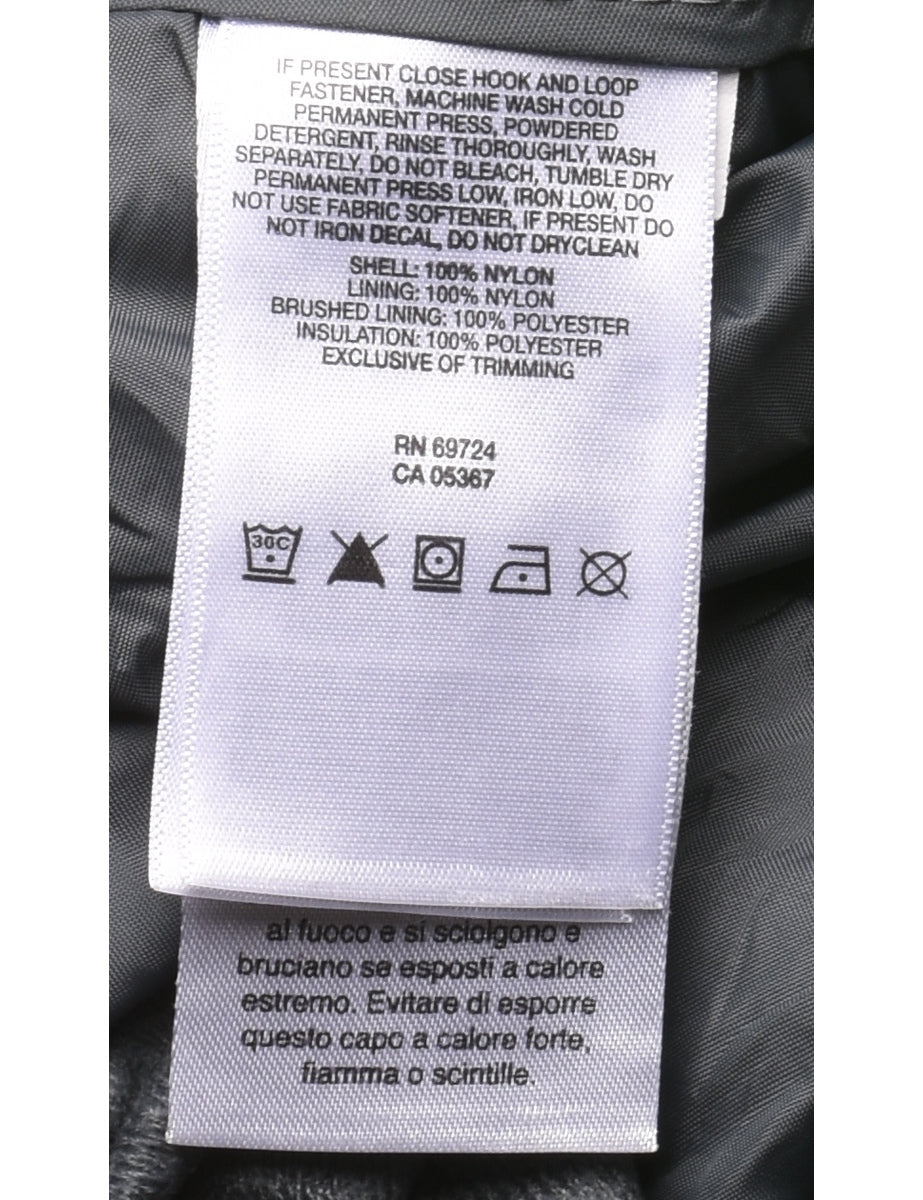 IF PRESENT CLOSE HOOK AND LOOP
FASTENER, MACHINE WASH COLD
PERMANENT PRESS, POWDERED
DETERGENT, RINSE THOROUGHLY, WASH
SEPARATELY, DO NOT BLEACH, TUMBLE DRY
PERMANENT PRESS LOW, IRON LOW, DO
NOT USE FABRIC SOFTENER, IF PRESENT DO
NOT IRON DECAL, DO NOT DRYCLEAN
SHELL: 100% NYLON
LINING: 100% NYLON
BRUSHED LINING: 100% POLYESTER
INSULATION: 100% POLYESTER
EXCLUSIVE OF TRIMMING
RN 69724
CA 05367
30C
al fuoco e si sciolgono e
bruciano se esposti a calore
estremo. Evitare di esporre
questo capo a calore forte,
fiamma o scintille.